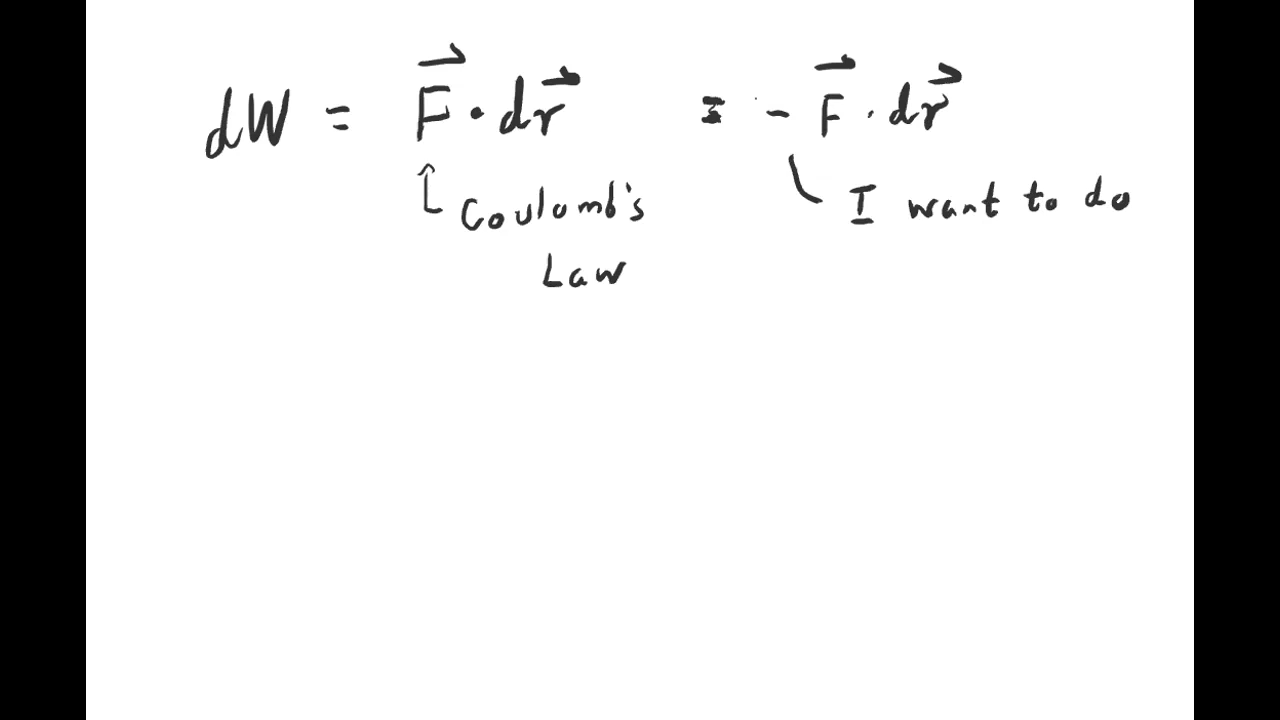 dW = F⃗ · dr⃗ = - F⃗ · dr⃗
Coulomb's I want to do
Law